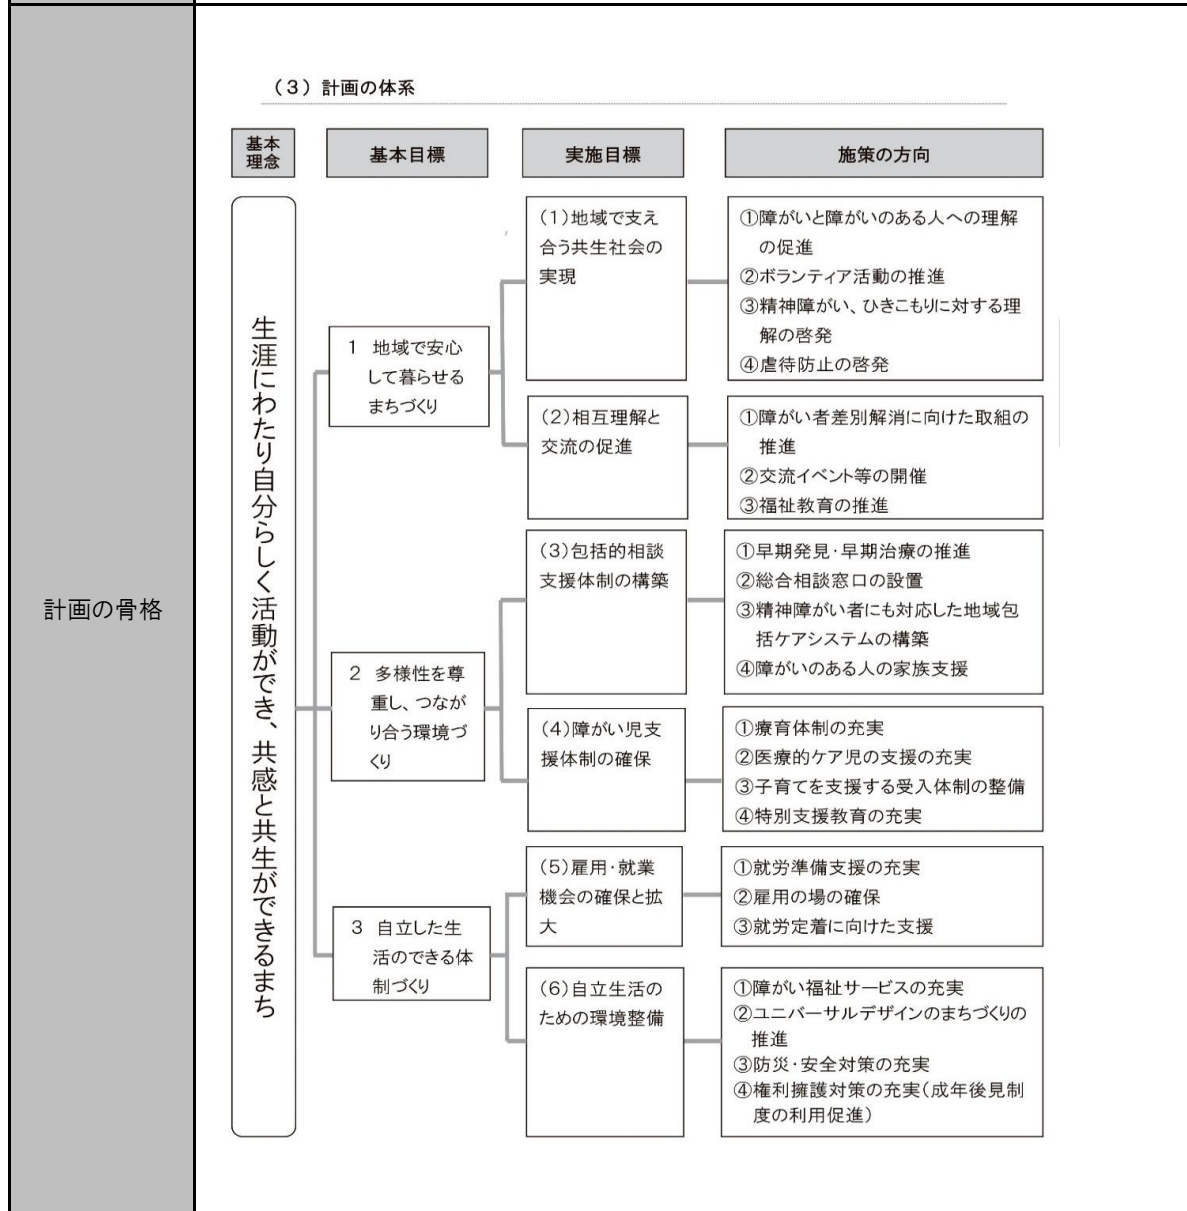 計画の骨格
（３）計画の体系
基本
理念
基本目標
実施目標
施策の方向
生涯にわたり自分らしく活動ができ、共感と共生ができるまち
１　地域で安心
して暮らせる
まちづくり
（１）地域で支え
合う共生社会の
実現
①障がいと障がいのある人への理解
の促進
②ボランティア活動の推進
③精神障がい、ひきこもりに対する理
解の啓発
④虐待防止の啓発
（２）相互理解と
交流の促進
①障がい者差別解消に向けた取組の
推進
②交流イベント等の開催
③福祉教育の推進
２　多様性を尊
重し、つなが
り合う環境づ
くり
（３）包括的相談
支援体制の構築
①早期発見・早期治療の推進
②総合相談窓口の設置
③精神障がい者にも対応した地域包
括ケアシステムの構築
④障がいのある人の家族支援
（４）障がい児支
援体制の確保
①療育体制の充実
②医療的ケア児の支援の充実
③子育てを支援する受入体制の整備
④特別支援教育の充実
３　自立した生
活のできる体
制づくり
（５）雇用・就業
機会の確保と拡
大
①就労準備支援の充実
②雇用の場の確保
③就労定着に向けた支援
（６）自立生活の
ための環境整備
①障がい福祉サービスの充実
②ユニバーサルデザインのまちづくりの
推進
③防災・安全対策の充実
④権利擁護対策の充実（成年後見制
度の利用促進）